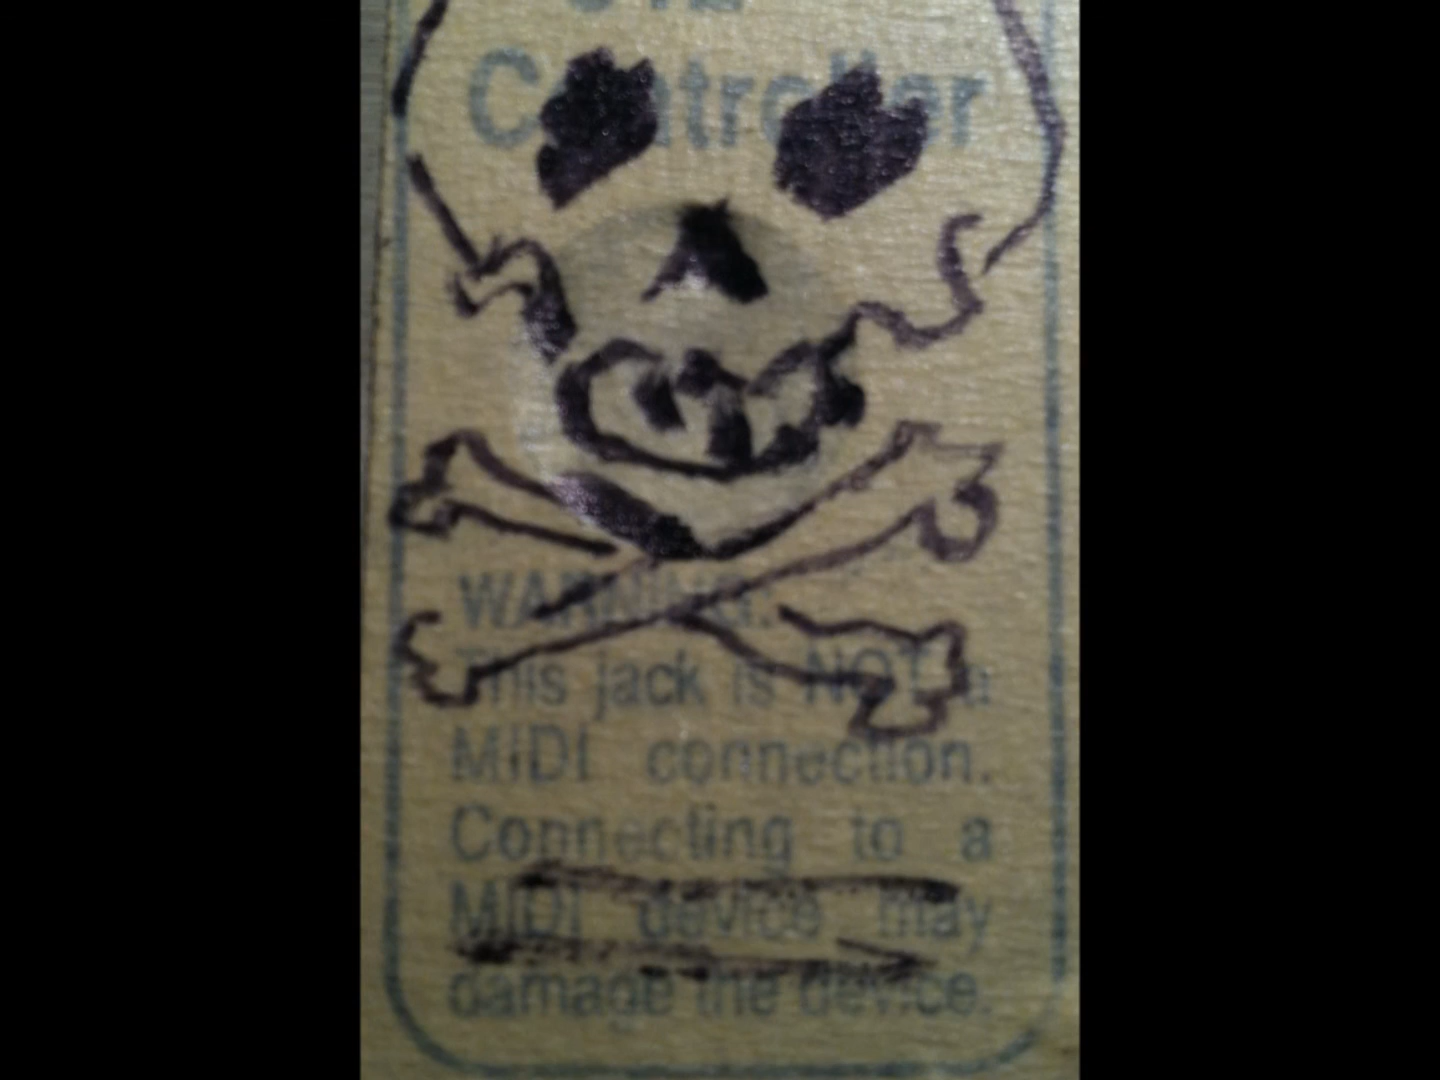 Controller
WARNING:
This jack is NOT a
MIDI connection.
Connecting to a
MIDI device may
damage the device.